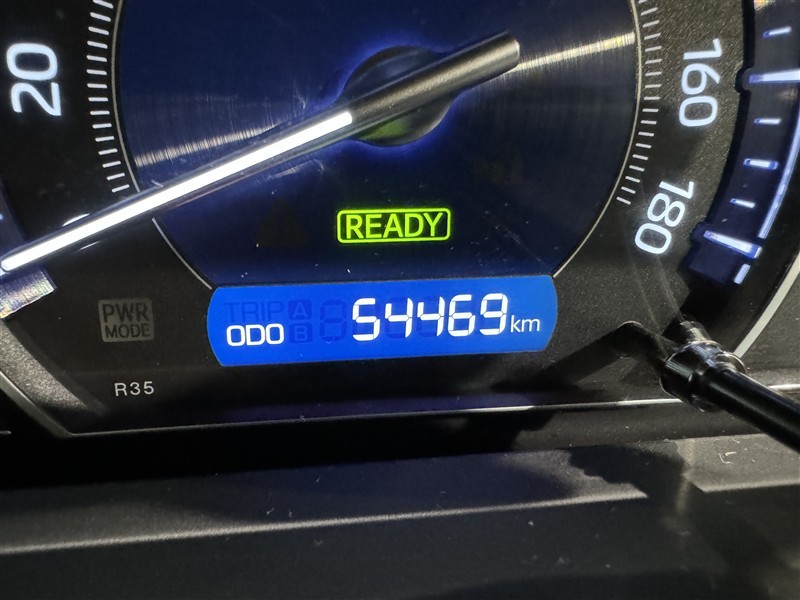 20
160
180
READY
TRIP A
B
ODO 54469 km
PWR
MODE
R35